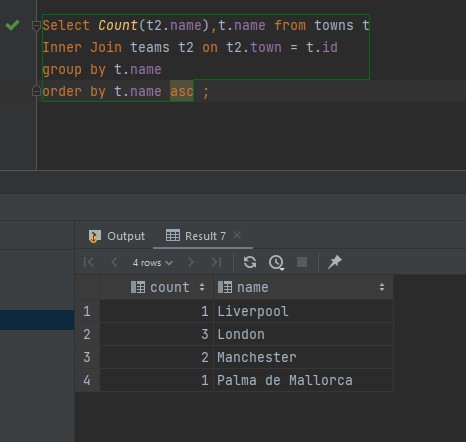 Select Count(t2.name),t.name from towns t
Inner Join teams t2 on t2.town = t.id
group by t.name
order by t.name asc ;
Output Result 7
4 rows
count name
1 1 Liverpool
2 3 London
3 2 Manchester
4 1 Palma de Mallorca